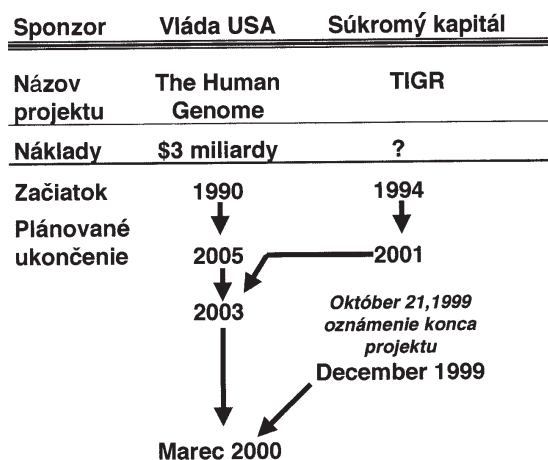 Sponzor Vláda USA Súkromý kapitál
Názov The Human TIGR
projektu Genome
Náklady $3 miliardy ?
Začiatok 1990 1994
Plánované
ukončenie 2005 2001
2003
Október 21,1999
oznámenie konca
projektu
December 1999
Marec 2000